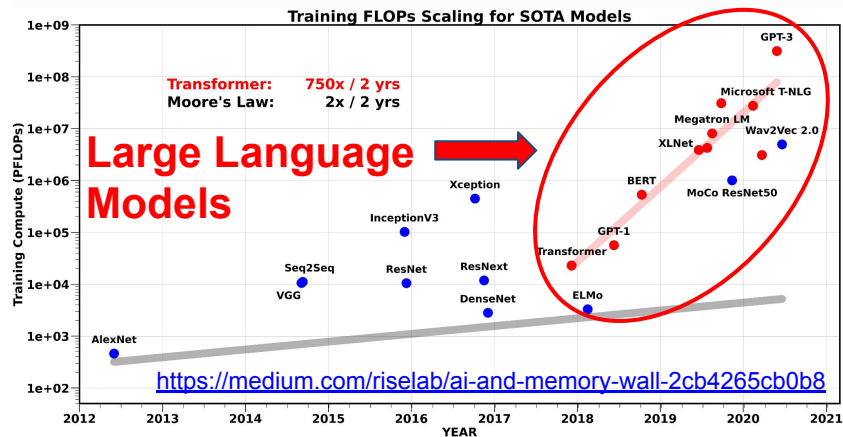 Training FLOPs Scaling for SOTA Models
Training Compute (PFLOPs)
1e+09
1e+08
1e+07
1e+06
1e+05
1e+04
1e+03
1e+02
Transformer: 750x / 2 yrs
Moore's Law: 2x / 2 yrs
Large Language
Models
GPT-3
Microsoft T-NLG
Megatron LM
Wav2Vec 2.0
XLNet
BERT
MoCo ResNet50
GPT-1
Transformer
ELMo
Xception
InceptionV3
Seq2Seq
ResNet
ResNext
VGG
DenseNet
AlexNet
https://medium.com/riselab/ai-and-memory-wall-2cb4265cb0b8
2012 2013 2014 2015 2016 2017 2018 2019 2020 2021
YEAR